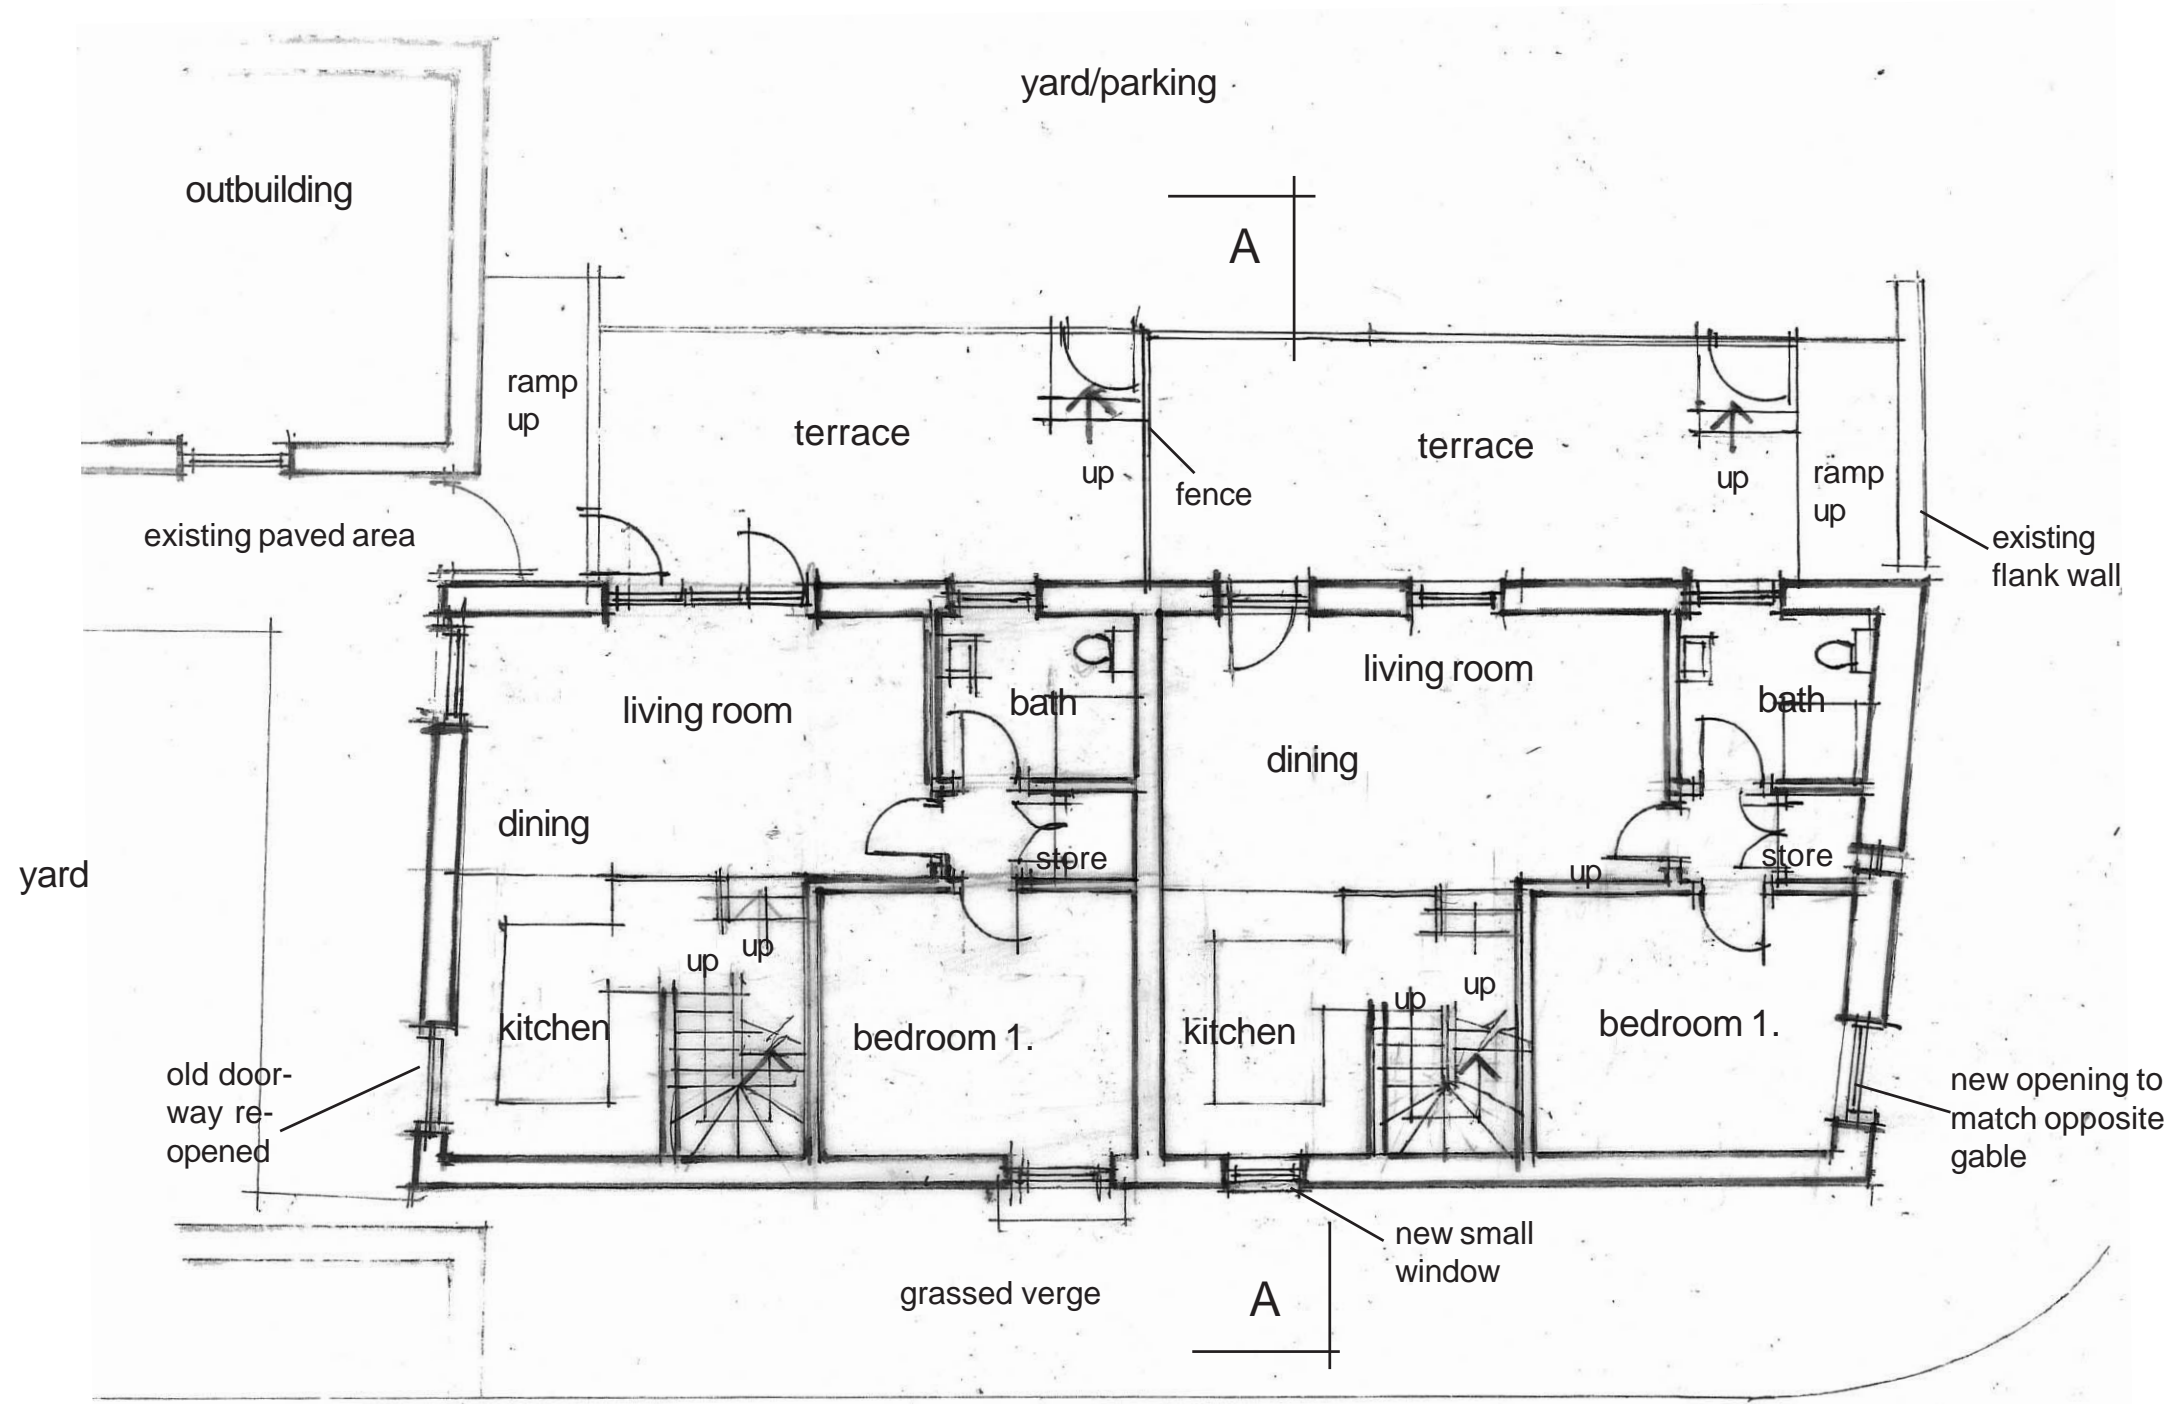 yard/parking
outbuilding
A
ramp
up
terrace
up
fence
terrace
up
ramp
up
existing paved area
existing
flank wall
living room
bath
living room
bath
dining
dining
store
up
store
yard
up
up
kitchen
bedroom 1.
up
up
kitchen
bedroom 1.
old door-
way re-
opened
new opening to
match opposite
gable
new small
window
grassed verge
A